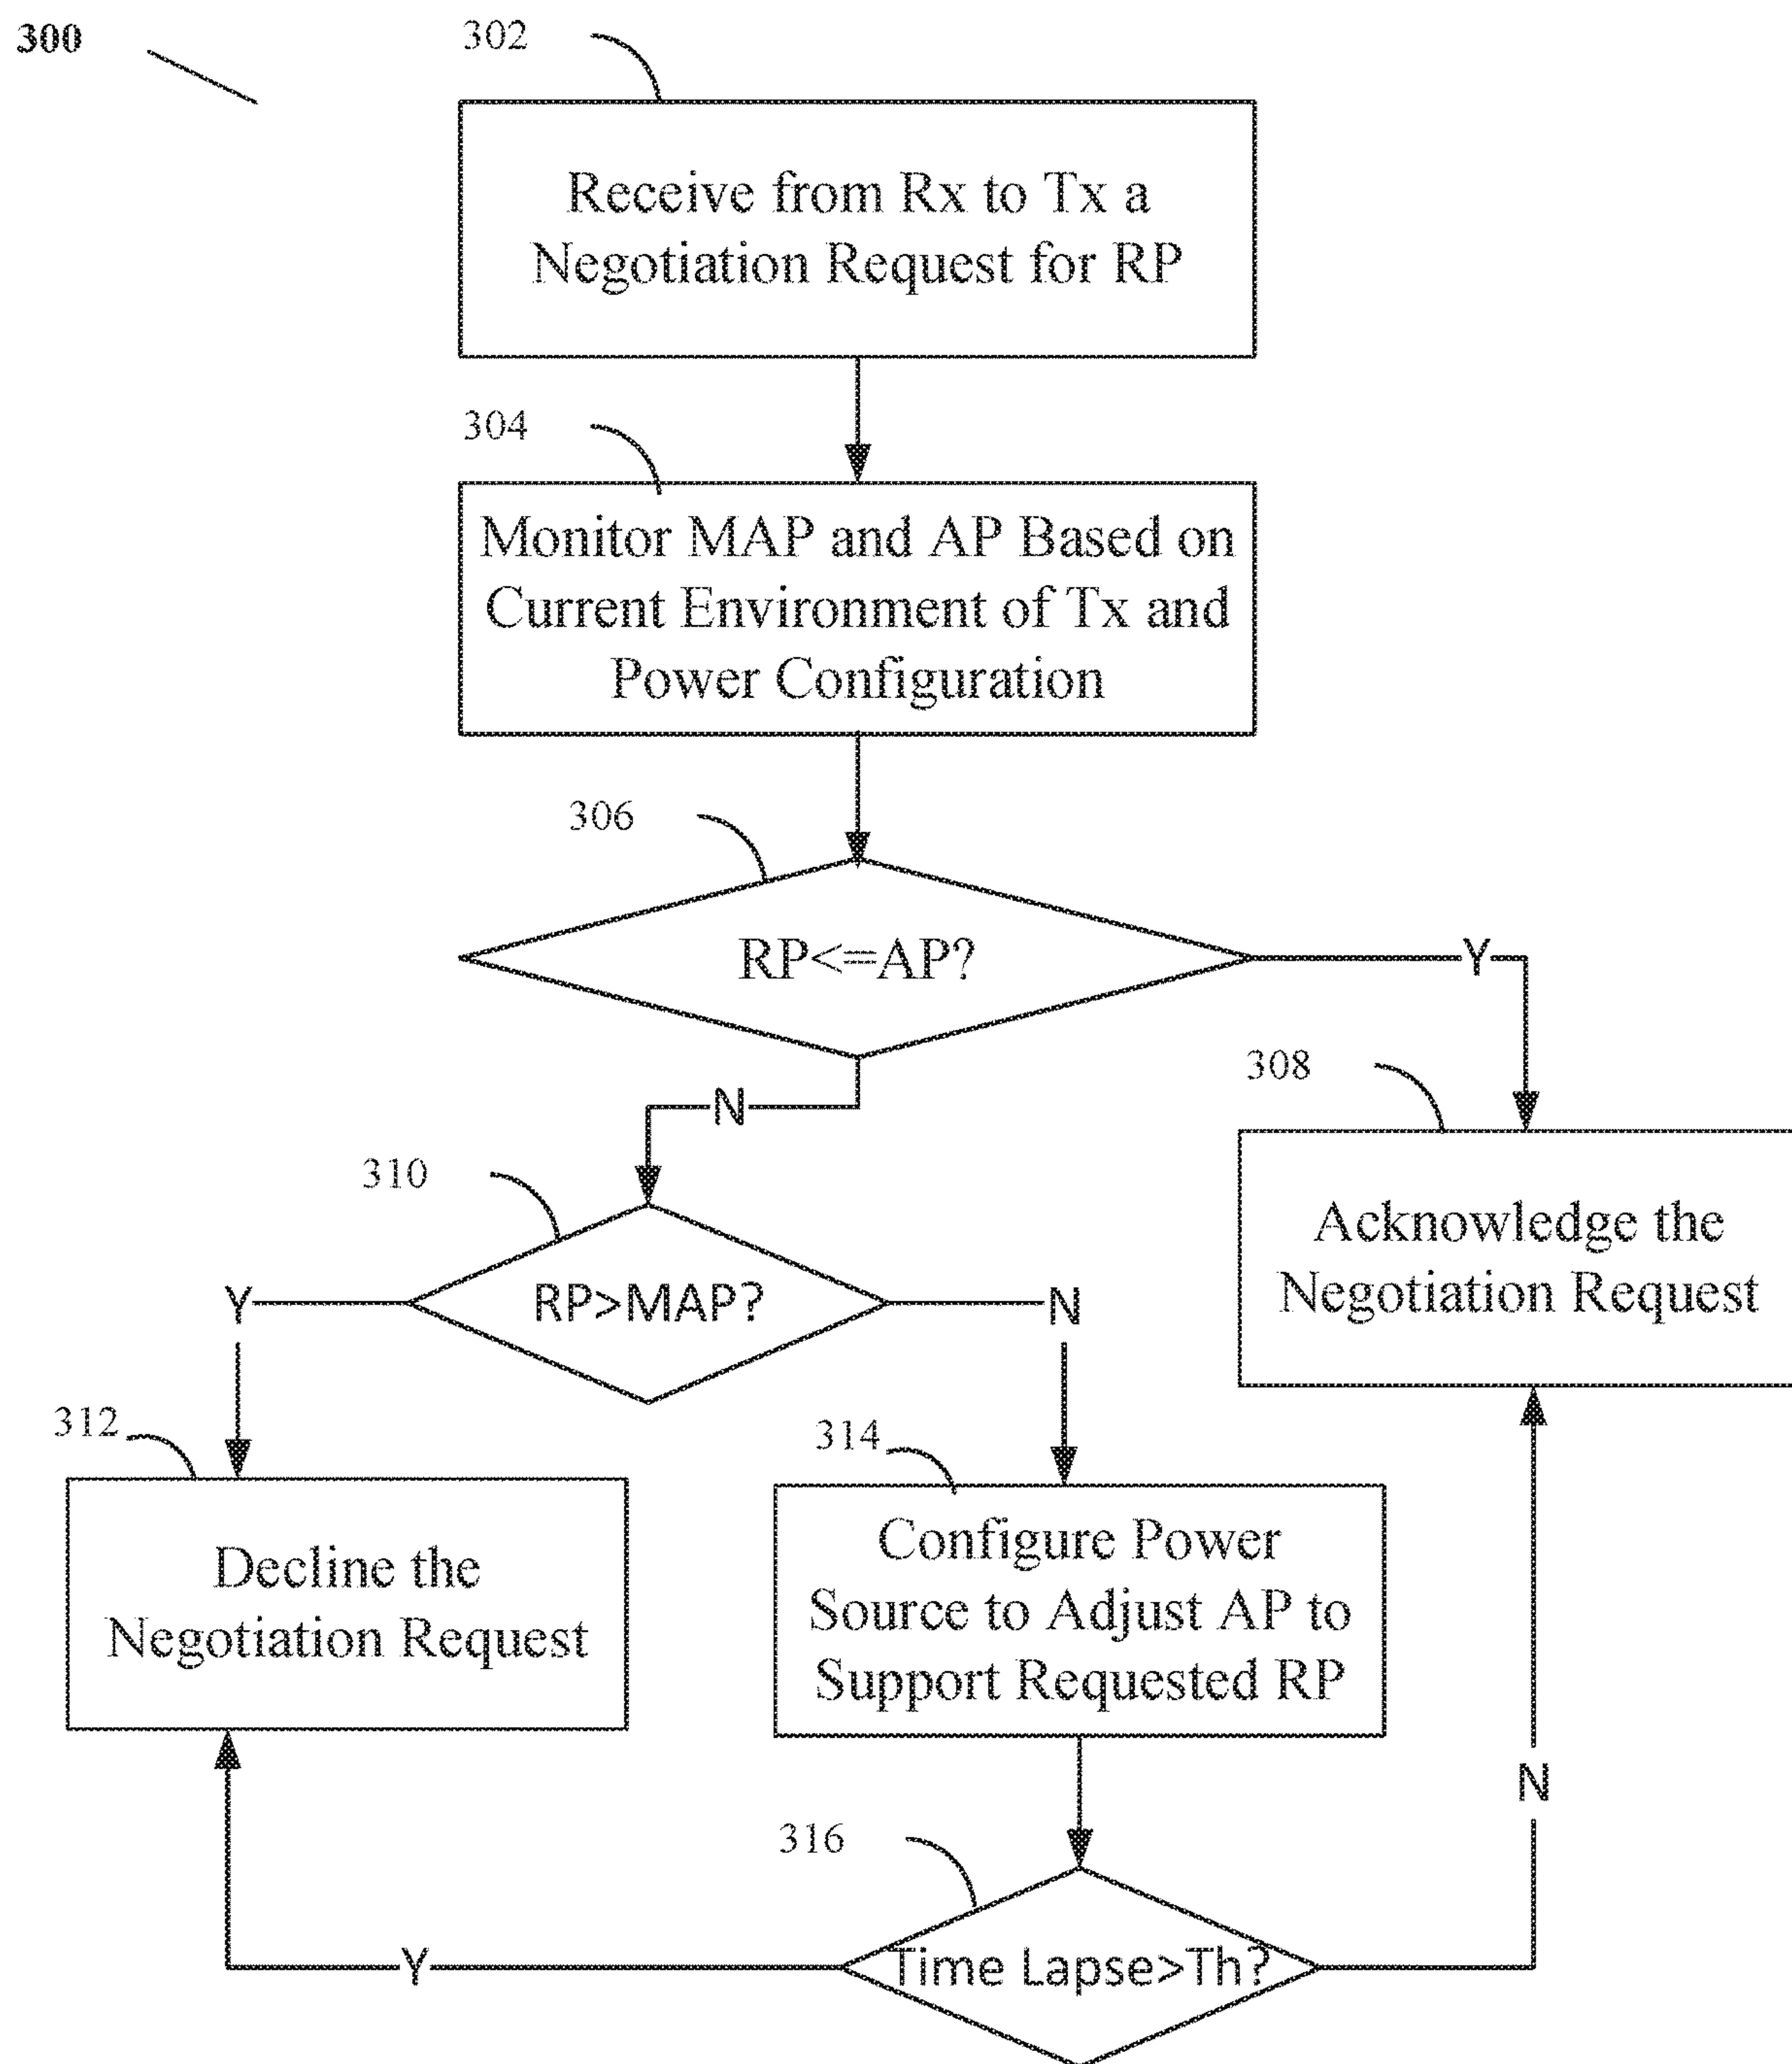 300
302
Receive from Rx to Tx a
Negotiation Request for RP
304
Monitor MAP and AP Based on
Current Environment of Tx and
Power Configuration
306
RP<=AP?
Y
N
308
Acknowledge the
Negotiation Request
310
RP>MAP?
Y
N
312
Decline the
Negotiation Request
314
Configure Power
Source to Adjust AP to
Support Requested RP
316
Time Lapse>Th?
Y
N